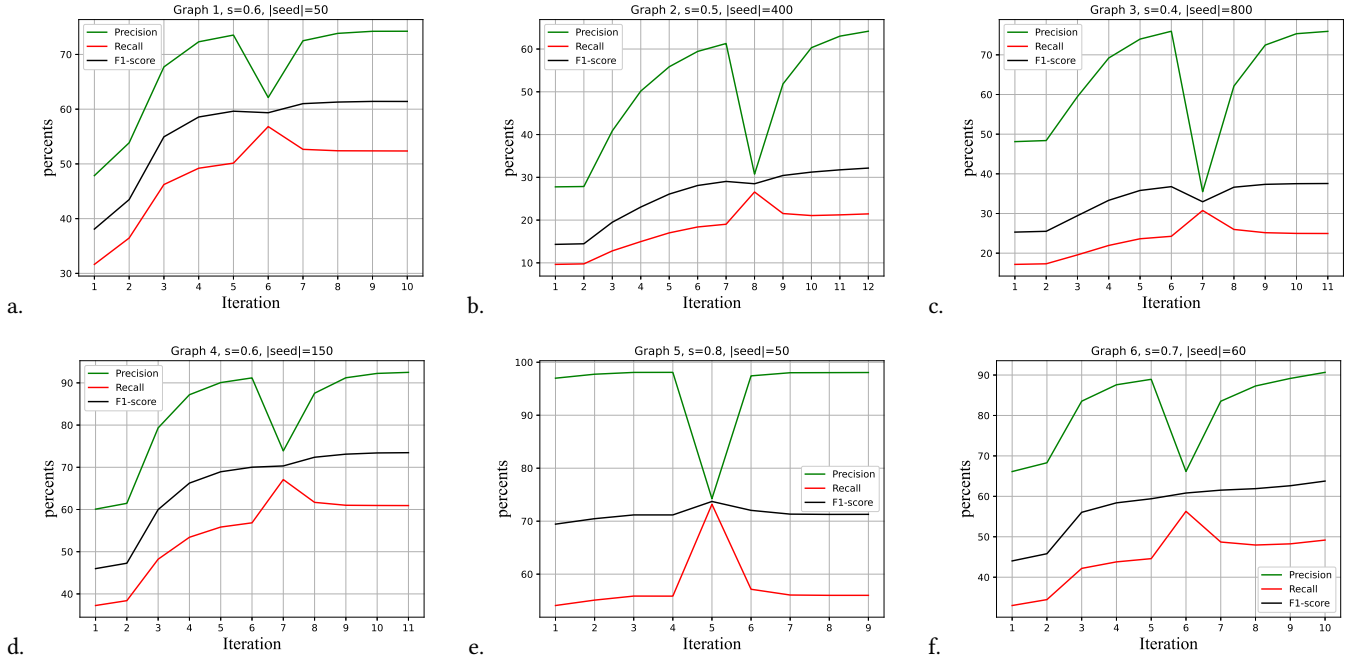 Graph 1, s=0.6, |seed|=50
Precision
Recall
F1-score
percents
70
60
50
40
30
1 2 3 4 5 6 7 8 9 10
Iteration
a.
Graph 2, s=0.5, |seed|=400
Precision
Recall
F1-score
percents
60
50
40
30
20
10
1 2 3 4 5 6 7 8 9 10 11 12
Iteration
b.
Graph 3, s=0.4, |seed|=800
Precision
Recall
F1-score
percents
70
60
50
40
30
20
1 2 3 4 5 6 7 8 9 10 11
Iteration
c.
Graph 4, s=0.6, |seed|=150
Precision
Recall
F1-score
percents
90
80
70
60
50
40
1 2 3 4 5 6 7 8 9 10 11
Iteration
d.
Graph 5, s=0.8, |seed|=50
percents
100
90
80
70
60
Precision
Recall
F1-score
1 2 3 4 5 6 7 8 9
Iteration
e.
Graph 6, s=0.7, |seed|=60
percents
90
80
70
60
50
40
Precision
Recall
F1-score
1 2 3 4 5 6 7 8 9 10
Iteration
f.